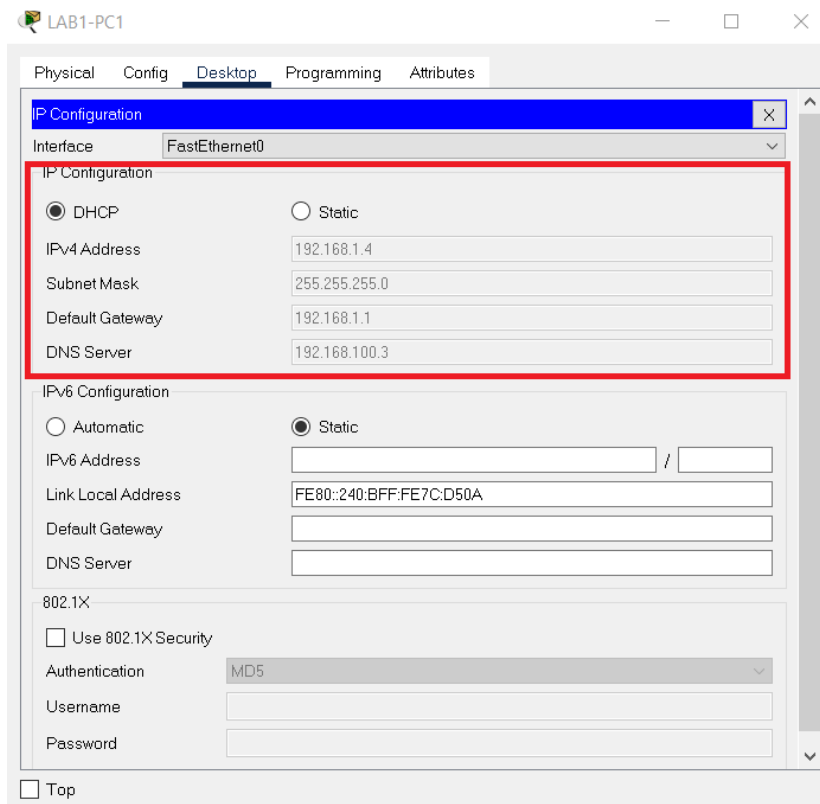 LAB1-PC1
Physical Config Desktop Programming Attributes
IP Configuration X
Interface FastEthernet0
IP Configuration
DHCP Static
IPv4 Address 192.168.1.4
Subnet Mask 255.255.255.0
Default Gateway 192.168.1.1
DNS Server 192.168.100.3
IPv6 Configuration
Automatic Static
IPv6 Address /
Link Local Address FE80::240:BFF:FE7C:D50A
Default Gateway
DNS Server
802.1X
Use 802.1X Security
Authentication MD5
Username
Password
Top